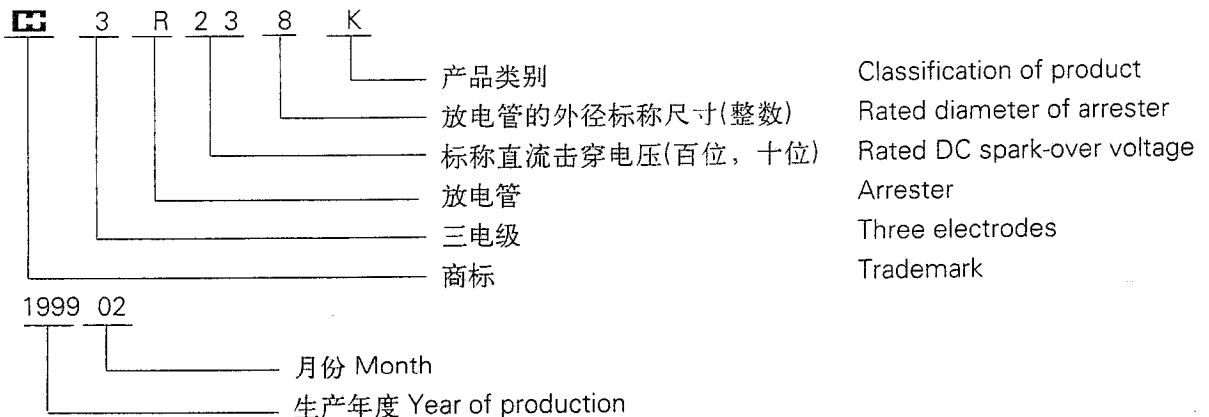 3 R 2 3 8 K
产品类别 Classification of product
放电管的外径标称尺寸(整数) Rated diameter of arrester
标称直流击穿电压(百位，十位) Rated DC spark-over voltage
放电管 Arrester
三电级 Three electrodes
商标 Trademark
1999 02
月份 Month
生产年度 Year of production